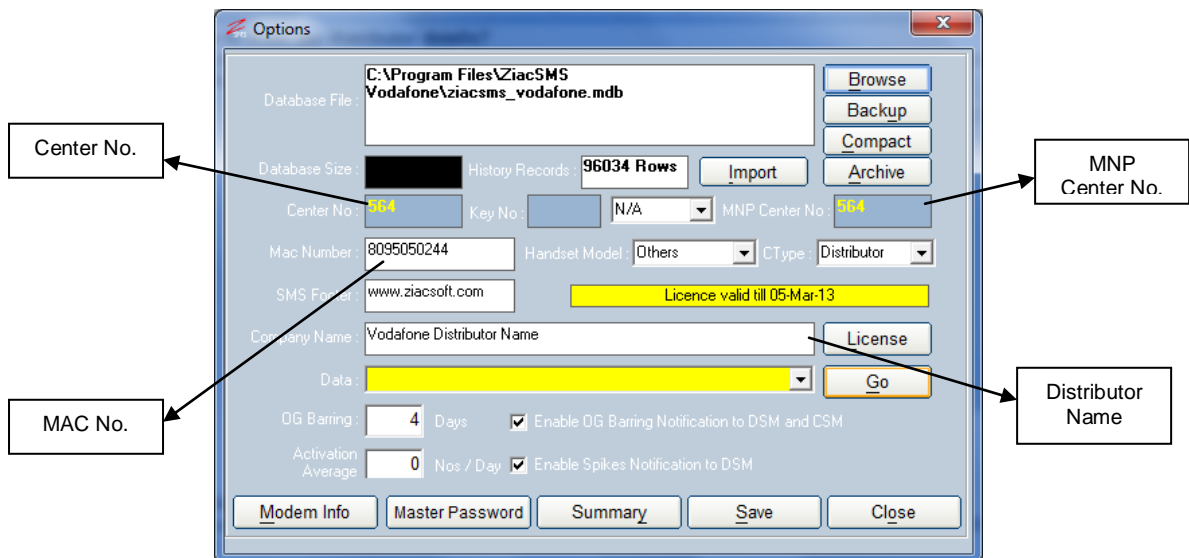 Options
Database File :
C:\Program Files\ZiacSMS
Vodafone\ziacsms_vodafone.mdb
Browse
Backup
Compact
Archive
Center No.
MNP
Center No.
Database Size :
History Records :
96034 Rows
Import
Center No :
564
Key No :
N/A
MNP Center No :
564
Mac Number :
8095050244
Handset Model :
Others
CType :
Distributor
SMS Footer :
www.ziacsoft.com
Licence valid till 05-Mar-13
Company Name :
Vodafone Distributor Name
License
Data :
Go
MAC No.
Distributor
Name
OG Barring :
4
Days
Enable OG Barring Notification to DSM and CSM
Activation
Average
0
Nos / Day
Enable Spikes Notification to DSM
Modem Info
Master Password
Summary
Save
Close